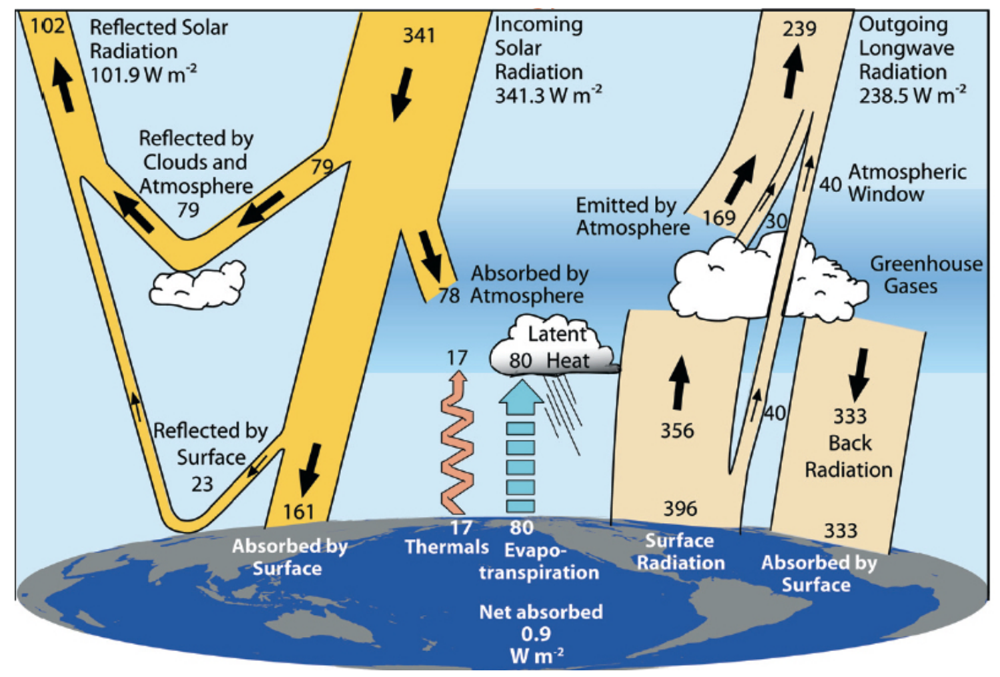 102
Reflected Solar
Radiation
101.9 W m⁻²
341
Incoming
Solar
Radiation
341.3 W m⁻²
239
Outgoing
Longwave
Radiation
238.5 W m⁻²
Reflected by
Clouds and
Atmosphere
79
79
Emitted by
Atmosphere
169
30
40
Atmospheric
Window
Greenhouse
Gases
Absorbed by
78 Atmosphere
Latent
80 Heat
17
Reflected by
Surface
23
161
Absorbed by
Surface
17
Thermals
80
Evapo-
transpiration
356
40
396
Surface
Radiation
333
Back
Radiation
333
Absorbed by
Surface
Net absorbed
0.9
W m⁻²